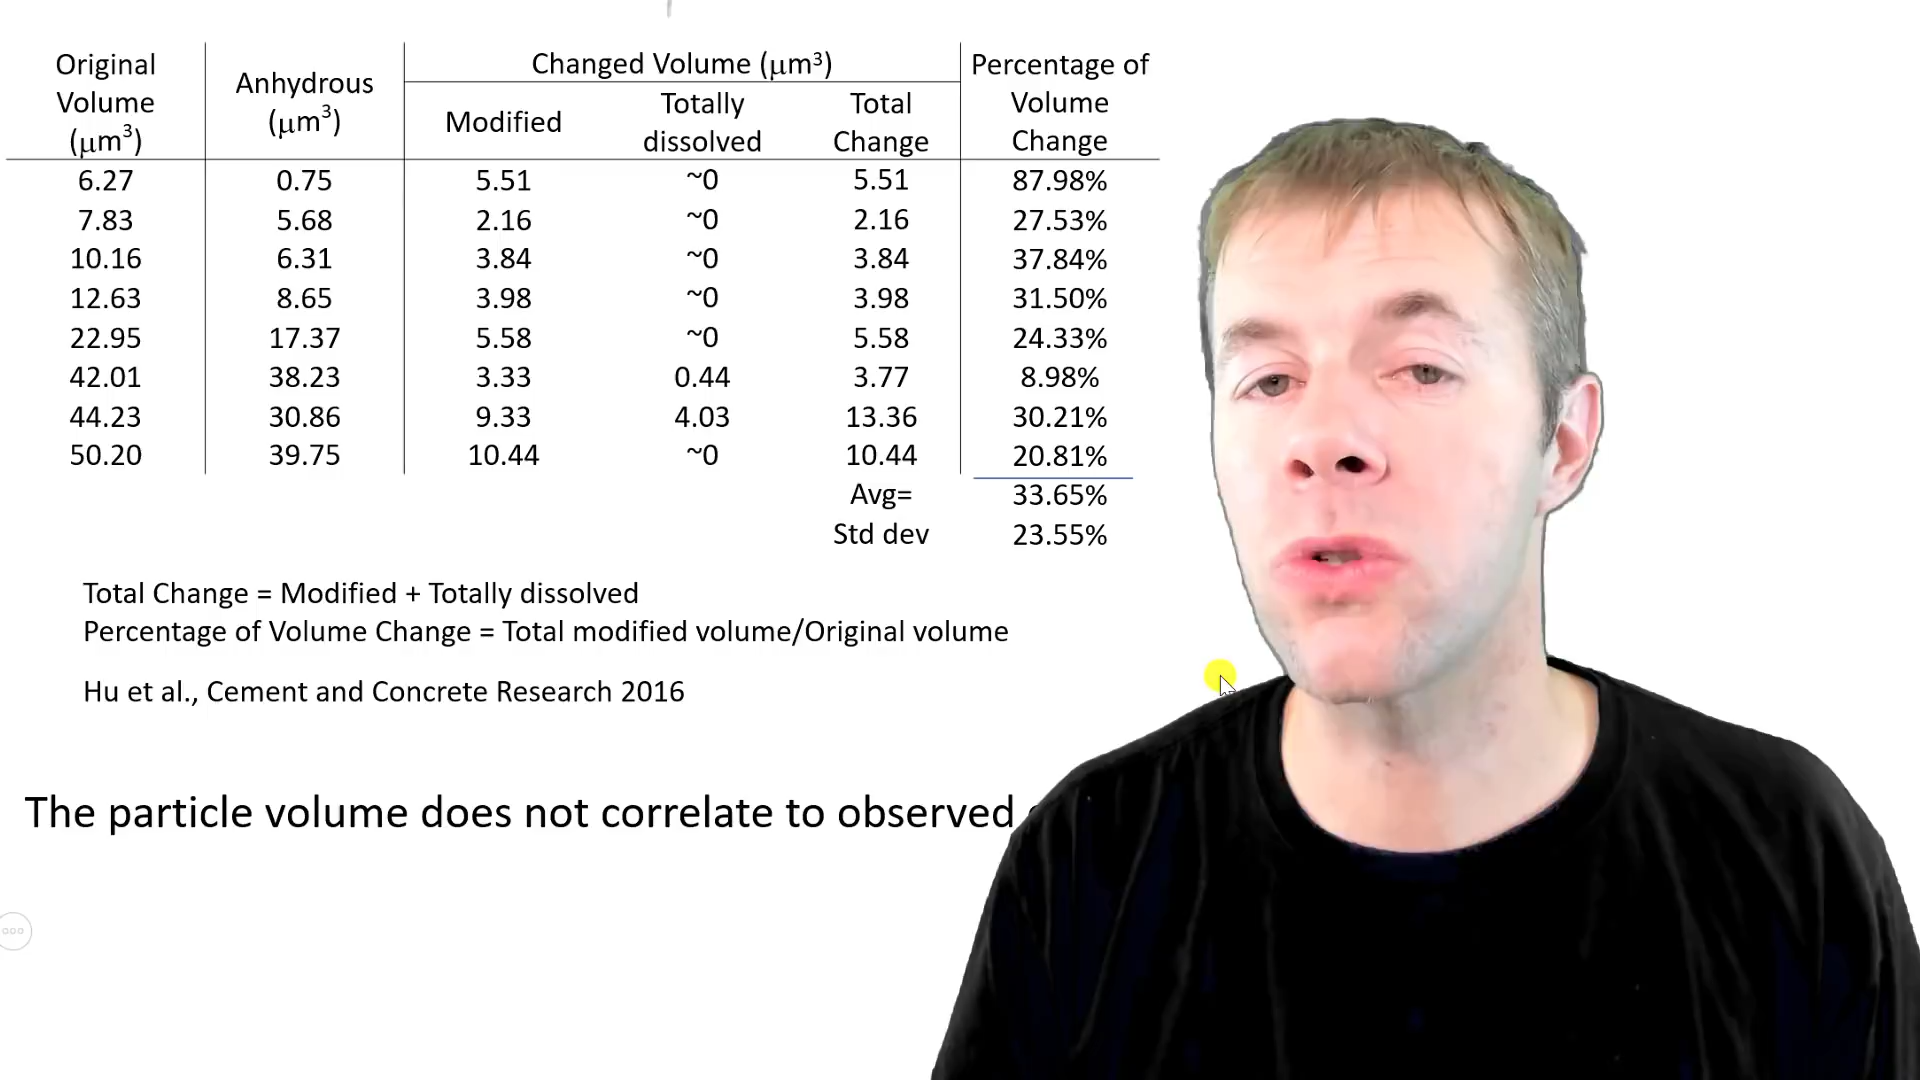 Original Volume (μm³) | Anhydrous (μm³) | Changed Volume (μm³) | Percentage of Volume Change
Modified | Totally dissolved | Total Change
6.27 0.75 5.51 ~0 5.51 87.98%
7.83 5.68 2.16 ~0 2.16 27.53%
10.16 6.31 3.84 ~0 3.84 37.84%
12.63 8.65 3.98 ~0 3.98 31.50%
22.95 17.37 5.58 ~0 5.58 24.33%
42.01 38.23 3.33 0.44 3.77 8.98%
44.23 30.86 9.33 4.03 13.36 30.21%
50.20 39.75 10.44 ~0 10.44 20.81%
Avg= 33.65%
Std dev 23.55%
Total Change = Modified + Totally dissolved
Percentage of Volume Change = Total modified volume/Original volume
Hu et al., Cement and Concrete Research 2016
The particle volume does not correlate to observed